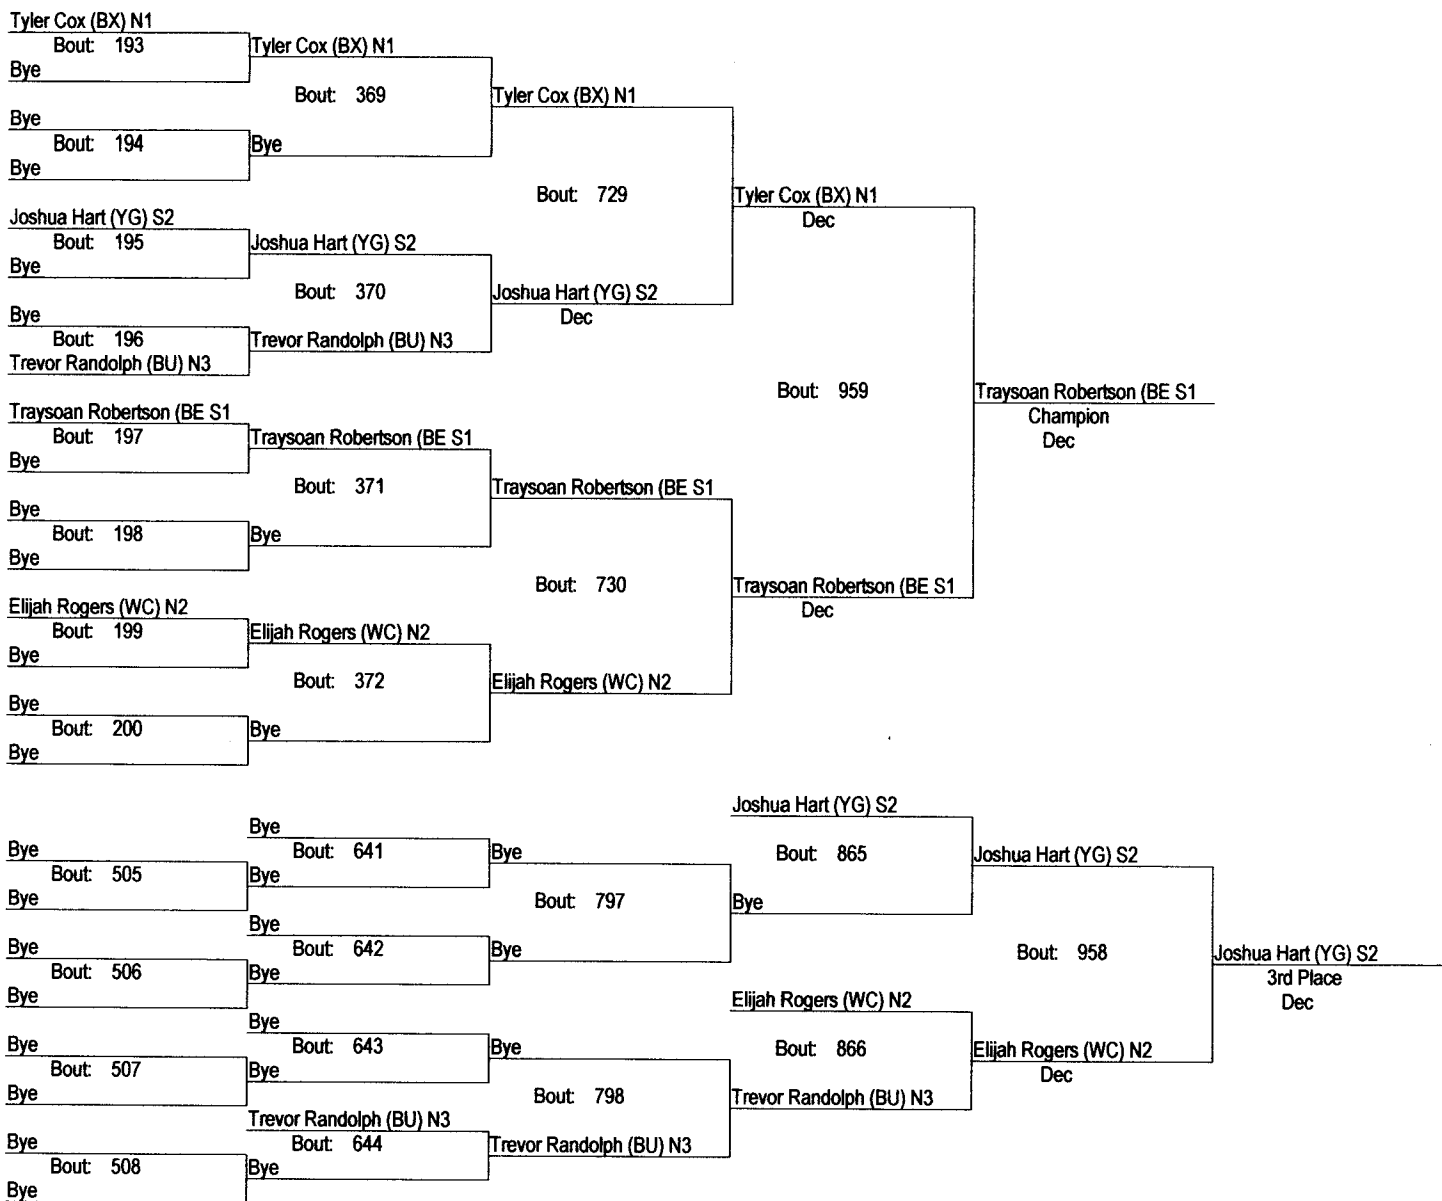 Tyler Cox (BX) N1
Bout: 193
Tyler Cox (BX) N1
Bye
Bout: 369
Tyler Cox (BX) N1
Bye
Bout: 194
Bye
Bye
Bout: 729
Tyler Cox (BX) N1
Dec
Joshua Hart (YG) S2
Bout: 195
Joshua Hart (YG) S2
Bye
Bout: 370
Joshua Hart (YG) S2
Dec
Bye
Bout: 196
Trevor Randolph (BU) N3
Trevor Randolph (BU) N3
Bout: 959
Traysoan Robertson (BE S1
Champion
Dec
Traysoan Robertson (BE S1
Bout: 197
Traysoan Robertson (BE S1
Bye
Bout: 371
Traysoan Robertson (BE S1
Bye
Bout: 198
Bye
Bye
Bout: 730
Traysoan Robertson (BE S1
Dec
Elijah Rogers (WC) N2
Bout: 199
Elijah Rogers (WC) N2
Bye
Bout: 372
Elijah Rogers (WC) N2
Bye
Bout: 200
Bye
Bye
Joshua Hart (YG) S2
Bye
Bout: 641
Bye
Bout: 865
Joshua Hart (YG) S2
Bye
Bout: 505
Bye
Bye
Bout: 797
Bye
Bye
Bout: 642
Bye
Bye
Bout: 506
Bye
Bye
Bout: 958
Joshua Hart (YG) S2
3rd Place
Dec
Elijah Rogers (WC) N2
Bye
Bout: 643
Bye
Bout: 866
Elijah Rogers (WC) N2
Dec
Bye
Bout: 507
Bye
Bye
Bout: 798
Trevor Randolph (BU) N3
Trevor Randolph (BU) N3
Bout: 644
Trevor Randolph (BU) N3
Bye
Bout: 508
Bye
Bye